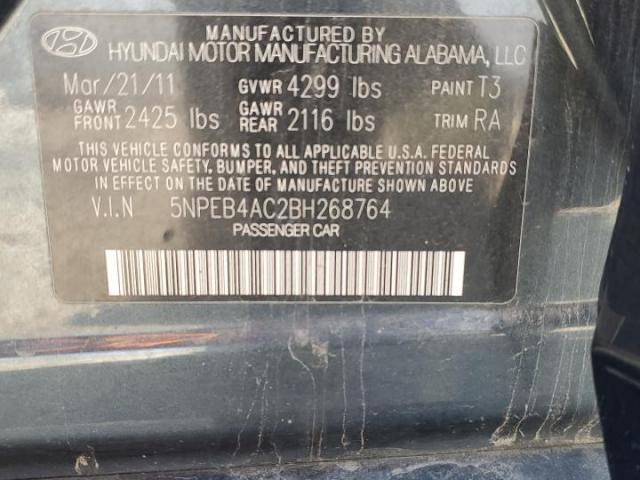 MANUFACTURED BY
HYUNDAI MOTOR MANUFACTURING ALABAMA, LLC
Mar/21/11 GVWR 4299 lbs PAINT T3
GAWR FRONT 2425 lbs GAWR REAR 2116 lbs TRIM RA
THIS VEHICLE CONFORMS TO ALL APPLICABLE U.S.A. FEDERAL
MOTOR VEHICLE SAFETY, BUMPER, AND THEFT PREVENTION STANDARDS
IN EFFECT ON THE DATE OF MANUFACTURE SHOWN ABOVE
V.I.N 5NPEB4AC2BH268764
PASSENGER CAR